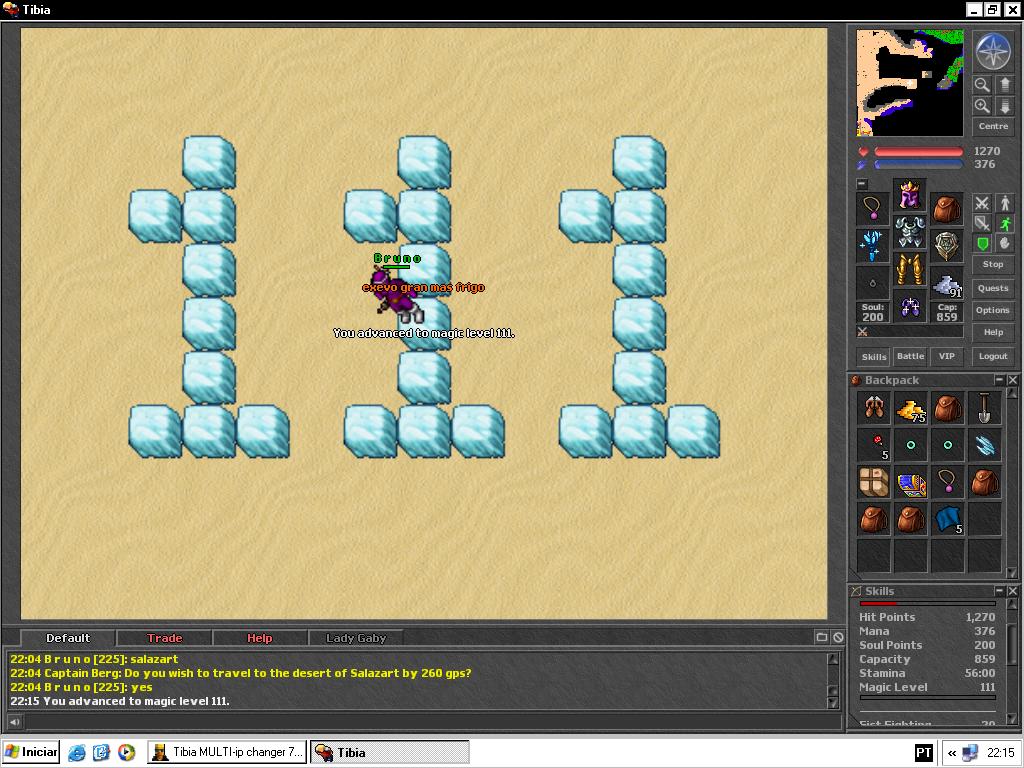 Tibia
Centre
1270
376
B r u n o
exevo gran mas frigo
You advanced to magic level 111.
91
Soul:
200
Cap:
859
Stop
Quests
Options
Help
Skills
Battle
VIP
Logout
Backpack
75
5
5
Skills
Hit Points 1,270
Mana 376
Soul Points 200
Capacity 859
Stamina 56:00
Magic Level 111
Fist Fighting 20
Default
Trade
Help
Lady Gaby
22:04 B r u n o [225]: salazart
22:04 Captain Berg: Do you wish to travel to the desert of Salazart by 260 gps?
22:04 B r u n o [225]: yes
22:15 You advanced to magic level 111.
Iniciar
Tibia MULTI-ip changer 7...
Tibia
PT
«
22:15